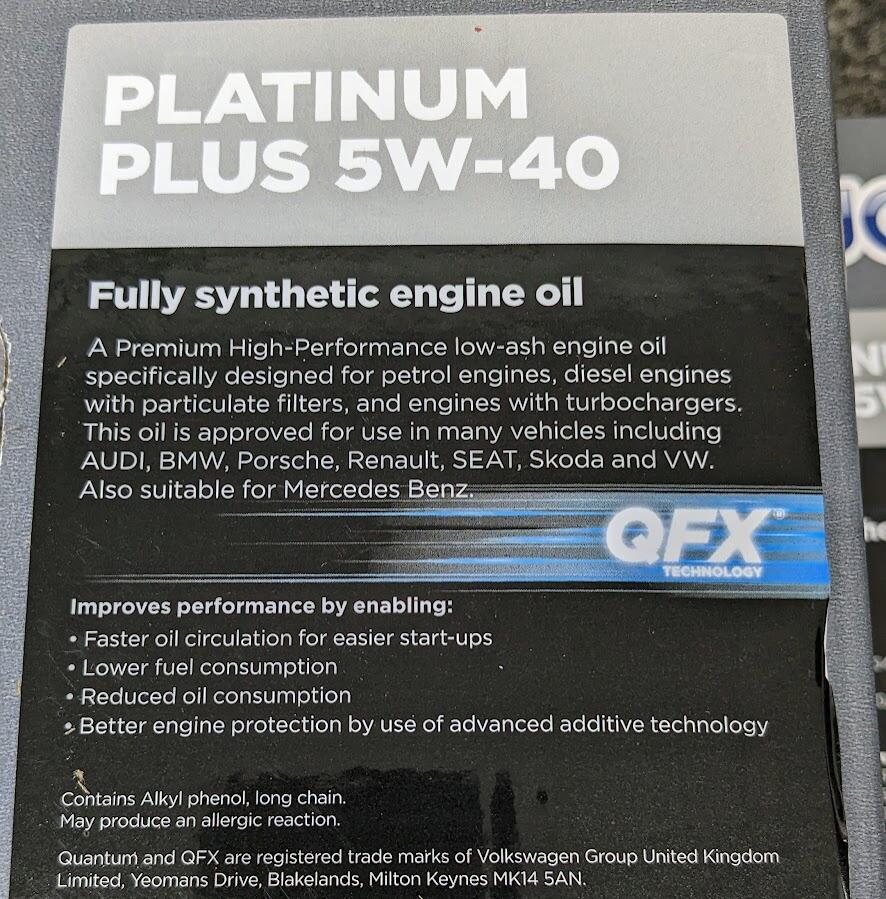 PLATINUM
PLUS 5W-40
Fully synthetic engine oil
A Premium High-Performance low-ash engine oil
specifically designed for petrol engines, diesel engines
with particulate filters, and engines with turbochargers.
This oil is approved for use in many vehicles including
AUDI, BMW, Porsche, Renault, SEAT, Skoda and VW.
Also suitable for Mercedes Benz.
QFX®
TECHNOLOGY
Improves performance by enabling:
• Faster oil circulation for easier start-ups
• Lower fuel consumption
• Reduced oil consumption
• Better engine protection by use of advanced additive technology
Contains Alkyl phenol, long chain.
May produce an allergic reaction.
Quantum and QFX are registered trade marks of Volkswagen Group United Kingdom
Limited, Yeomans Drive, Blakelands, Milton Keynes MK14 5AN.